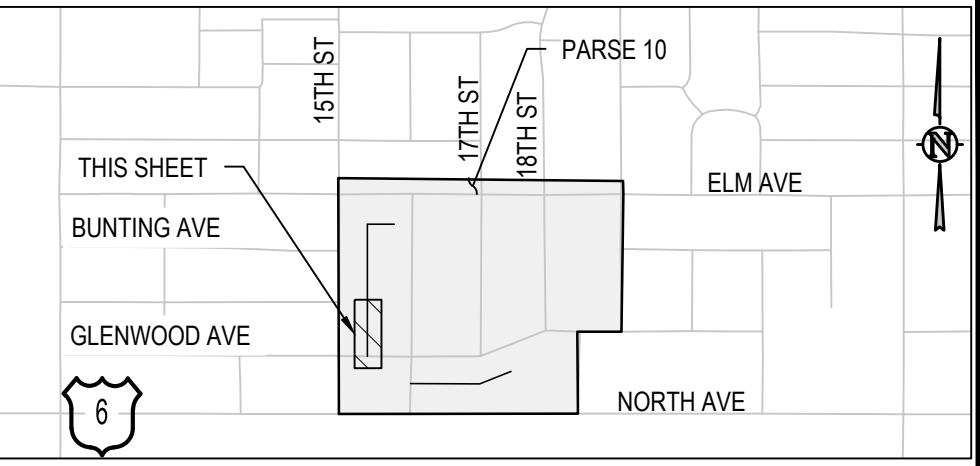 15TH ST
17TH ST
18TH ST
PARSE 10
N
THIS SHEET
ELM AVE
BUNTING AVE
GLENWOOD AVE
6
NORTH AVE